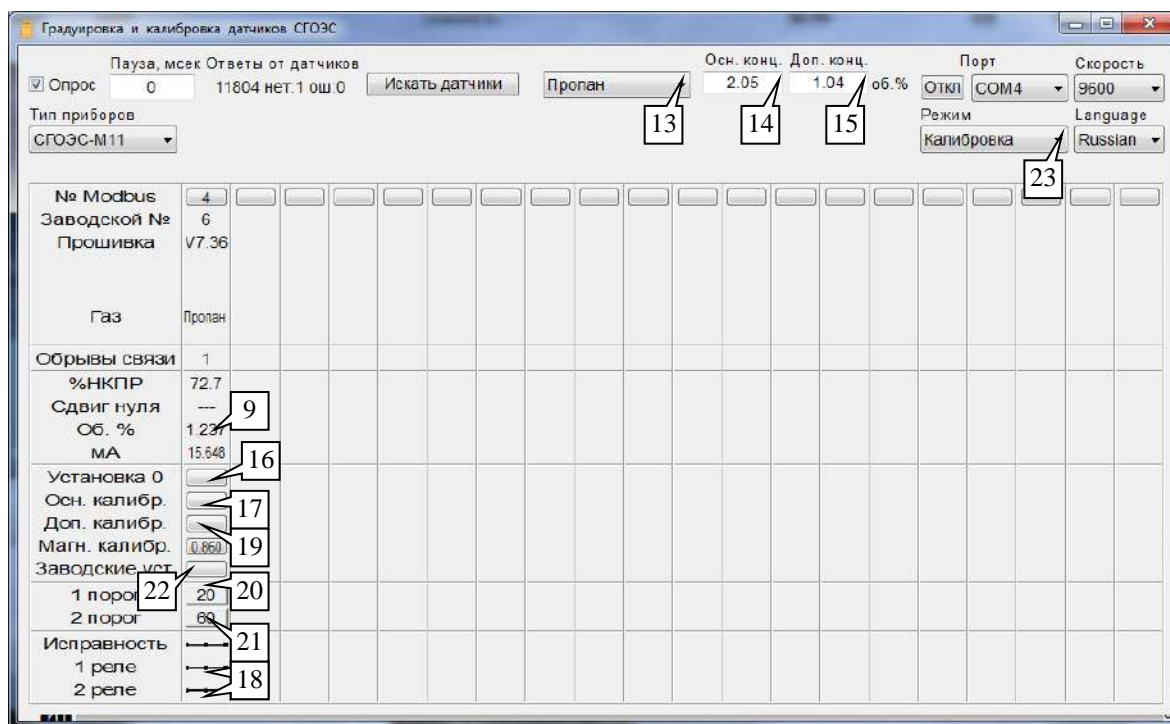 Градуировка и калибровка датчиков СГОЭС
Пауза, мсек Ответы от датчиков
Осн. конц. Доп. конц.
Порт
Скорость
Опрос
0
11804 нет:1 ош:0
Искать датчики
Пропан
2.05
1.04
об.%
Откл
COM4
9600
Тип приборов
13
14
15
Режим
Language
СГОЭС-М11
Калибровка
Russian
23
№ Modbus
4
Заводской №
6
Прошивка
V7.36
Газ
Пропан
Обрывы связи
1
%НКПР
72.7
Сдвиг нуля
---
9
Об. %
1.237
мА
15.648
16
Установка 0
Осн. калибр.
17
Доп. калибр.
19
Магн. калибр.
0.860
Заводские уст.
22
20
1 порог
20
2 порог
60
21
Исправность
1 реле
18
2 реле